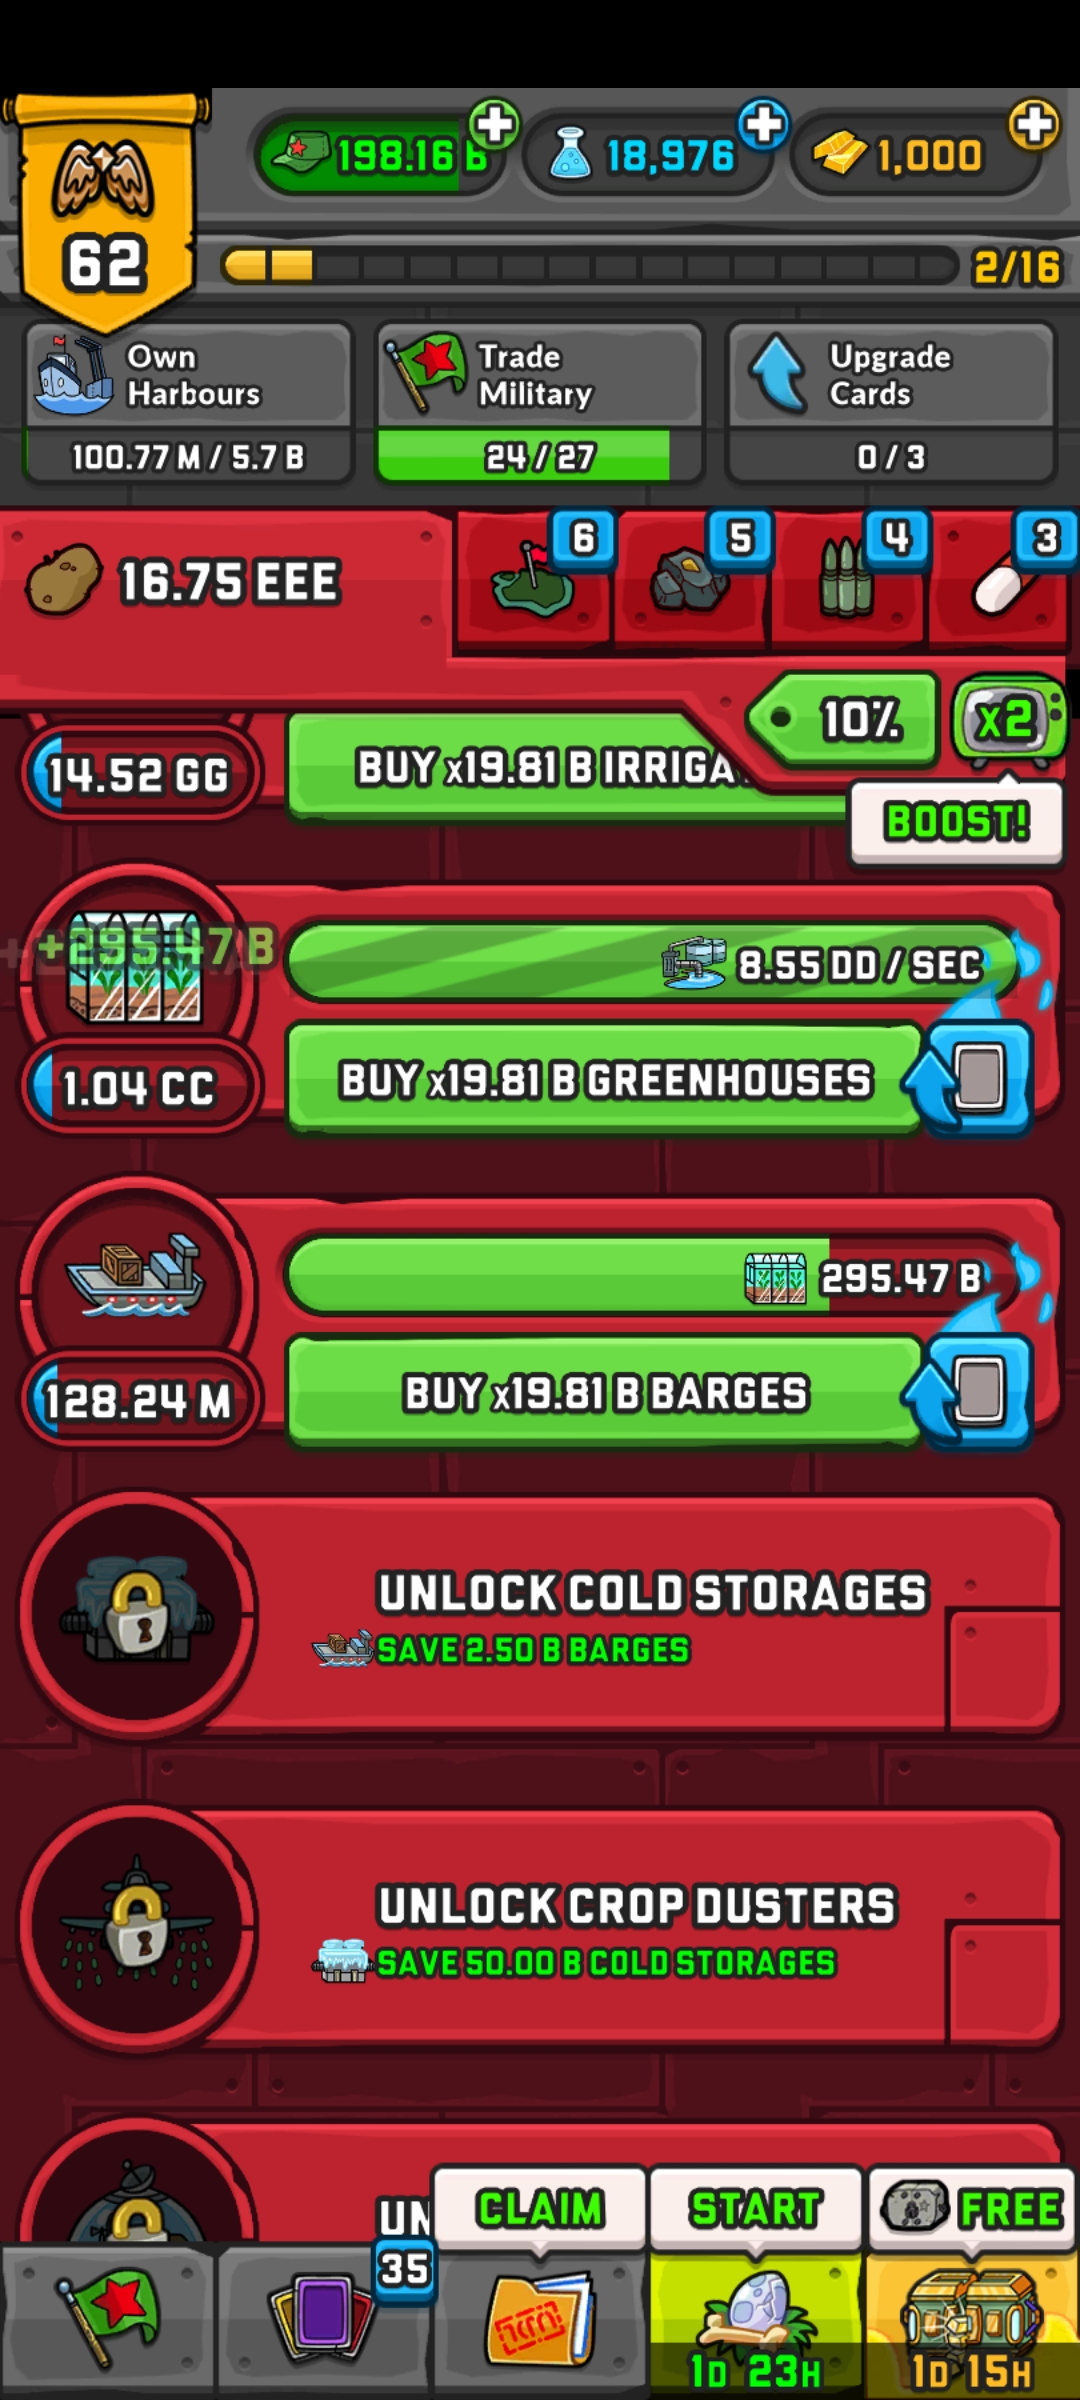 198.16 B
18,976
1,000
62
2/16
Own
Harbours
Trade
Military
Upgrade
Cards
100.77 M / 5.7 B
24 / 27
0 / 3
16.75 EEE
6
5
4
3
10%
x2
14.52 GG
BUY x19.81 B IRRIGA
BOOST!
+295.47 B
8.55 DD / SEC
1.04 CC
BUY x19.81 B GREENHOUSES
295.47 B
128.24 M
BUY x19.81 B BARGES
UNLOCK COLD STORAGES
SAVE 2.50 B BARGES
UNLOCK CROP DUSTERS
SAVE 50.00 B COLD STORAGES
UN
CLAIM
START
FREE
35
1D 23H
1D 15H